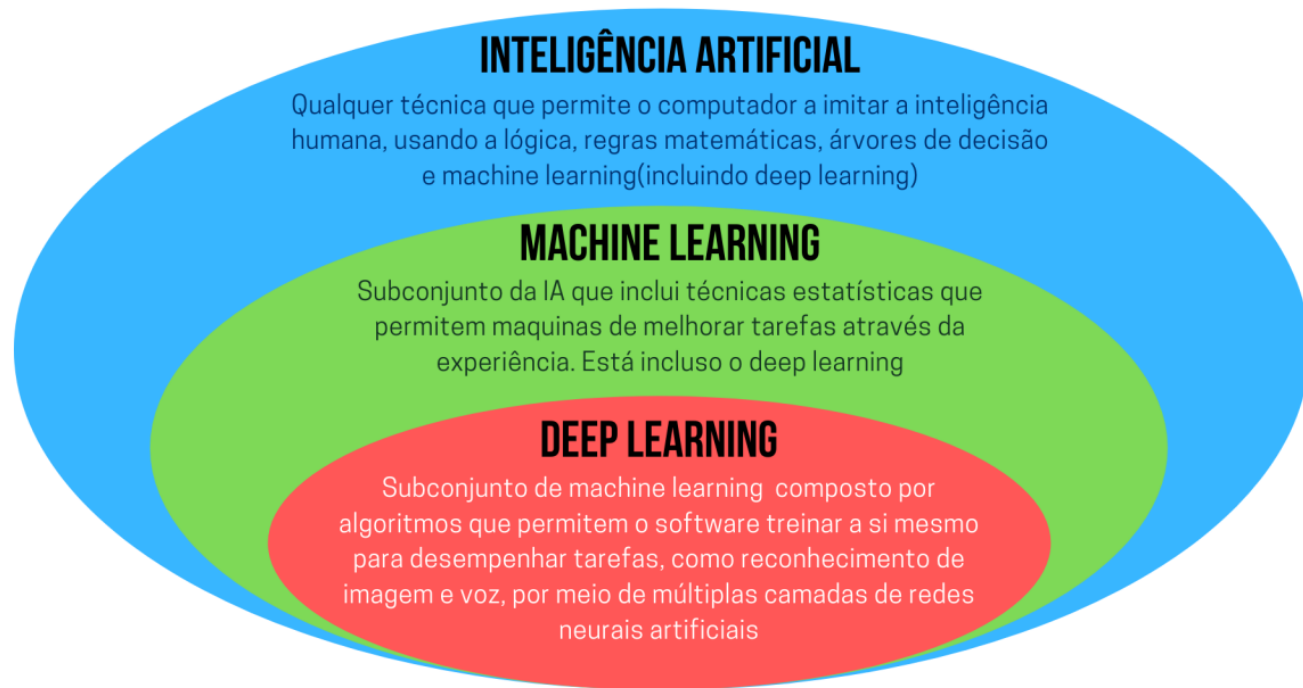 INTELIGÊNCIA ARTIFICIAL
Qualquer técnica que permite o computador a imitar a inteligência
humana, usando a lógica, regras matemáticas, árvores de decisão
e machine learning(incluindo deep learning)
MACHINE LEARNING
Subconjunto da IA que inclui técnicas estatísticas que
permitem maquinas de melhorar tarefas através da
experiência. Está incluso o deep learning
DEEP LEARNING
Subconjunto de machine learning composto por
algoritmos que permitem o software treinar a si mesmo
para desempenhar tarefas, como reconhecimento de
imagem e voz, por meio de múltiplas camadas de redes
neurais artificiais